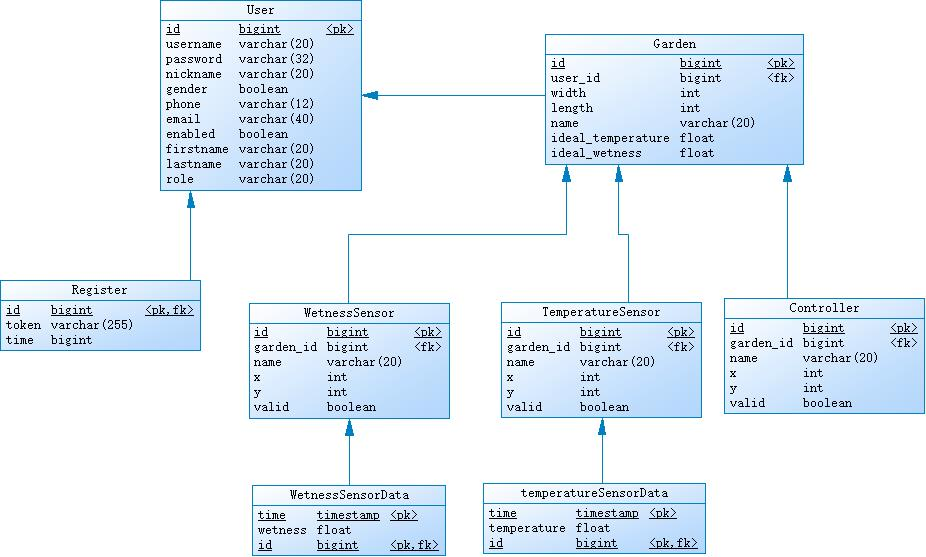 User
id bigint <pk>
username varchar(20)
password varchar(32)
nickname varchar(20)
gender boolean
phone varchar(12)
email varchar(40)
enabled boolean
firstname varchar(20)
lastname varchar(20)
role varchar(20)
Garden
id bigint <pk>
user_id bigint <fk>
width int
length int
name varchar(20)
ideal_temperature float
ideal_wetness float
Register
id bigint <pk,fk>
token varchar(255)
time bigint
WetnessSensor
id bigint <pk>
garden_id bigint <fk>
name varchar(20)
x int
y int
valid boolean
TemperatureSensor
id bigint <pk>
garden_id bigint <fk>
name varchar(20)
x int
y int
valid boolean
Controller
id bigint <pk>
garden_id bigint <fk>
name varchar(20)
x int
y int
valid boolean
WetnessSensorData
time timestamp <pk>
wetness float
id bigint <pk,fk>
temperatureSensorData
time timestamp <pk>
temperature float
id bigint <pk,fk>